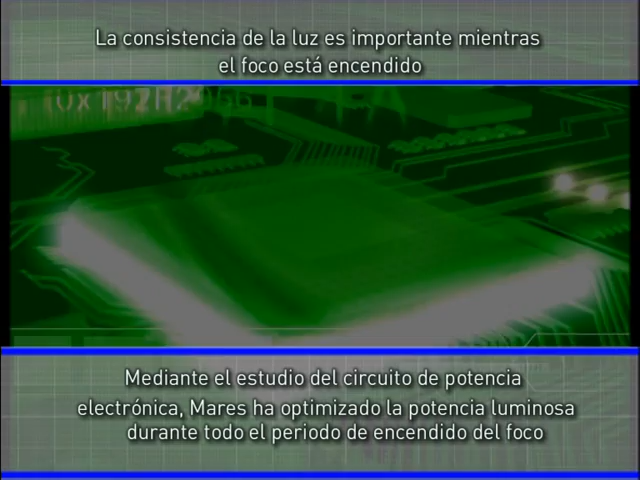 La consistencia de la luz es importante mientras
el foco está encendido
Mediante el estudio del circuito de potencia
electrónica, Mares ha optimizado la potencia luminosa
durante todo el periodo de encendido del foco